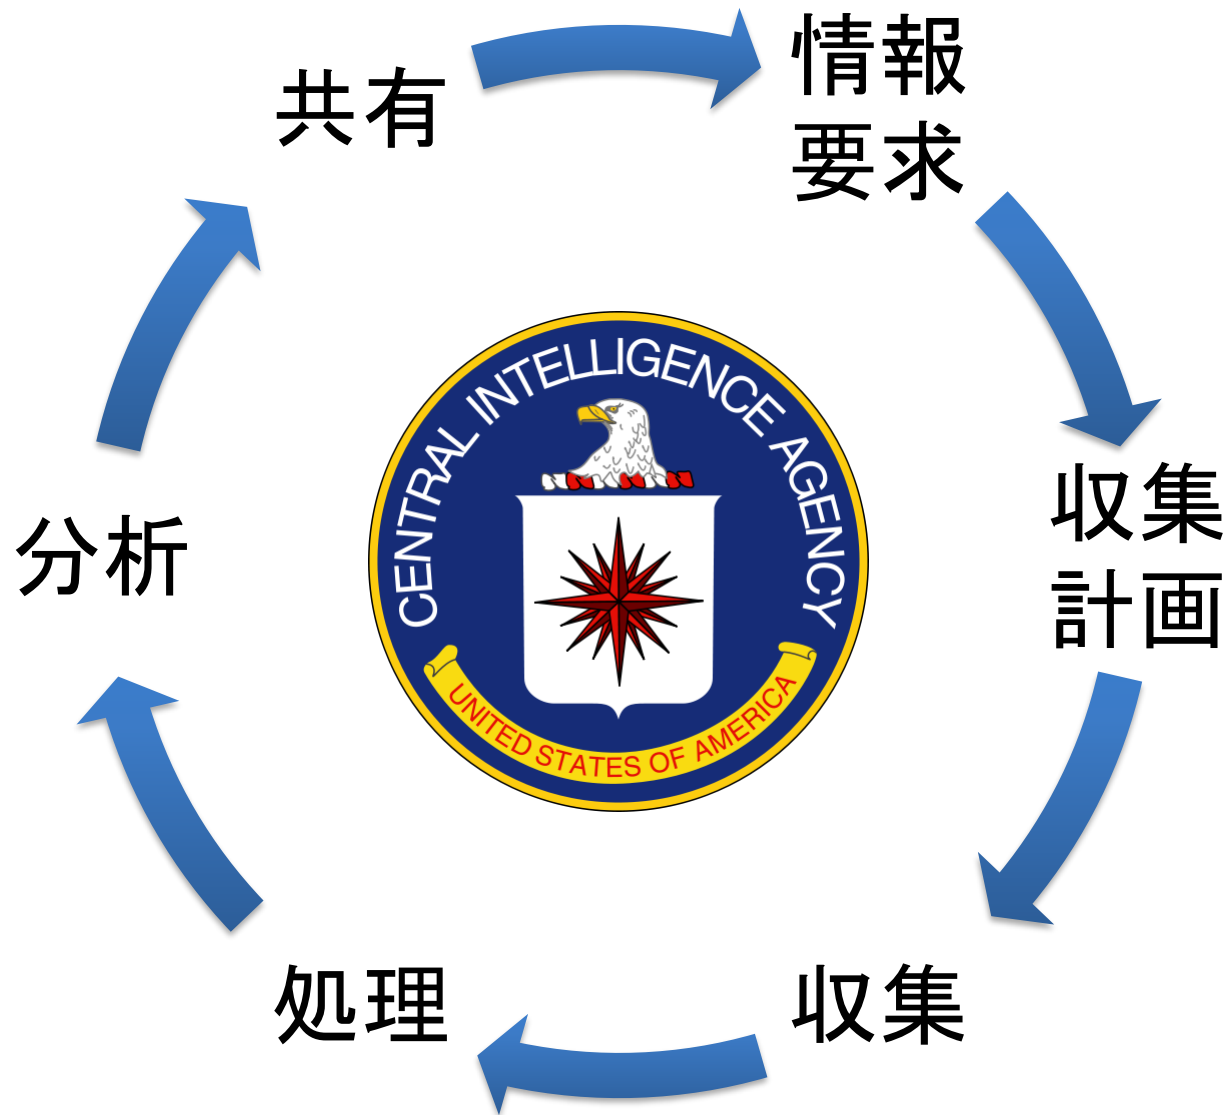 情報
要求
収集
計画
収集
処理
分析
共有
CENTRAL INTELLIGENCE AGENCY
UNITED STATES OF AMERICA